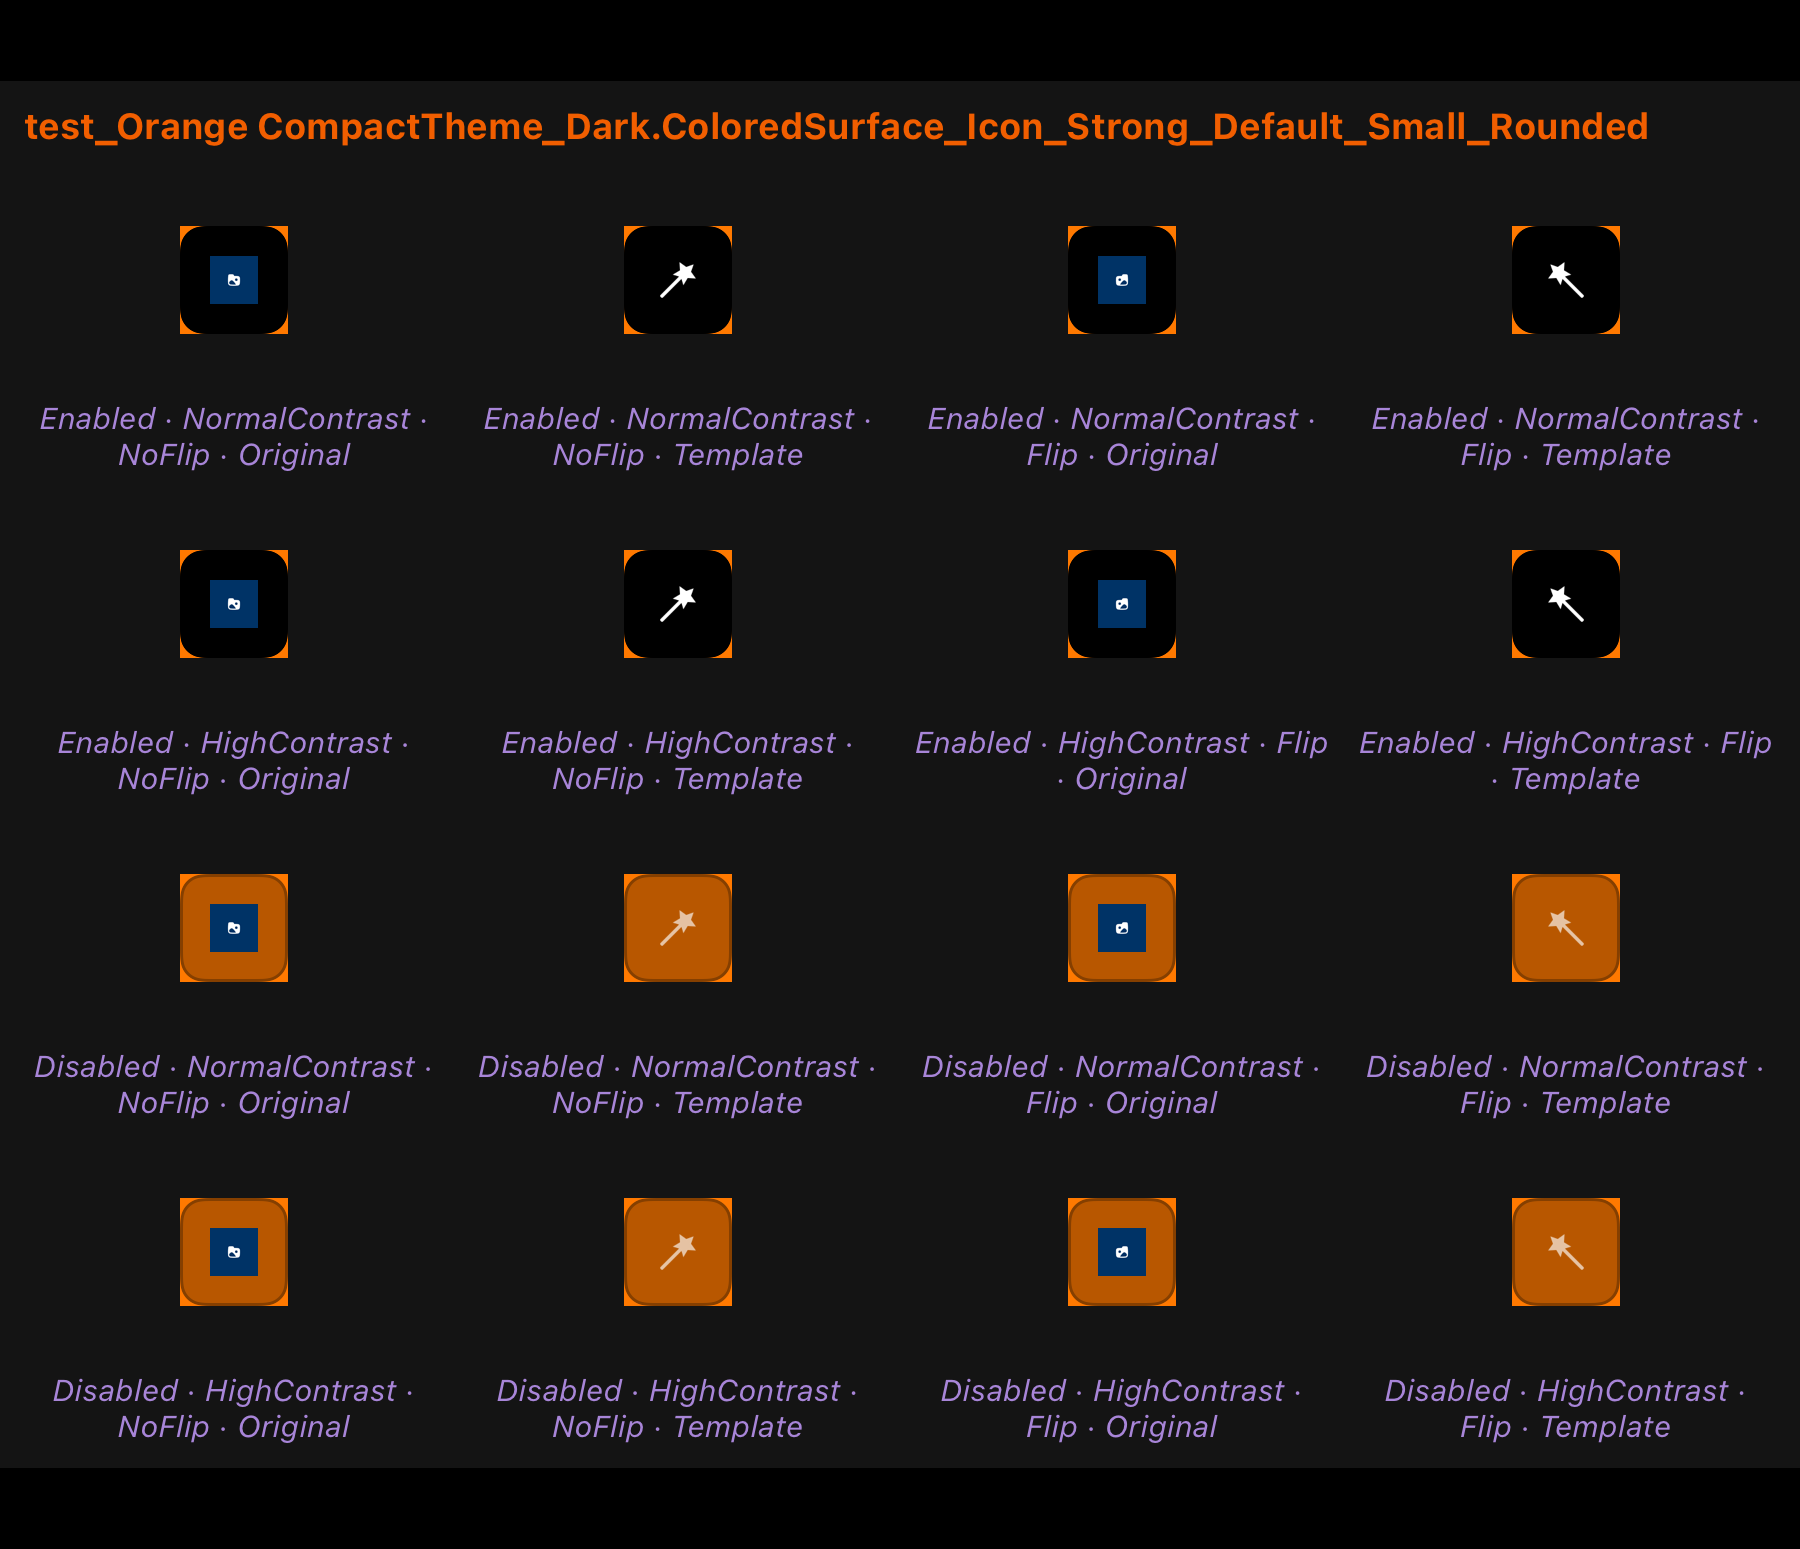 test_Orange CompactTheme_Dark.ColoredSurface_Icon_Strong_Default_Small_Rounded
Enabled · NormalContrast ·
NoFlip · Original
Enabled · NormalContrast ·
NoFlip · Template
Enabled · NormalContrast ·
Flip · Original
Enabled · NormalContrast ·
Flip · Template
Enabled · HighContrast ·
NoFlip · Original
Enabled · HighContrast ·
NoFlip · Template
Enabled · HighContrast · Flip
· Original
Enabled · HighContrast · Flip
· Template
Disabled · NormalContrast ·
NoFlip · Original
Disabled · NormalContrast ·
NoFlip · Template
Disabled · NormalContrast ·
Flip · Original
Disabled · NormalContrast ·
Flip · Template
Disabled · HighContrast ·
NoFlip · Original
Disabled · HighContrast ·
NoFlip · Template
Disabled · HighContrast ·
Flip · Original
Disabled · HighContrast ·
Flip · Template